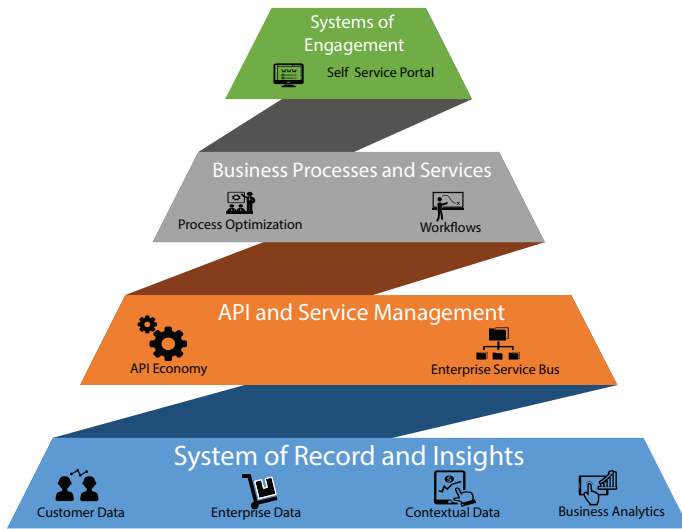 Systems of
Engagement
Self Service Portal
Business Processes and Services
Process Optimization
Workflows
API and Service Management
API Economy
Enterprise Service Bus
System of Record and Insights
Customer Data
Enterprise Data
Contextual Data
Business Analytics